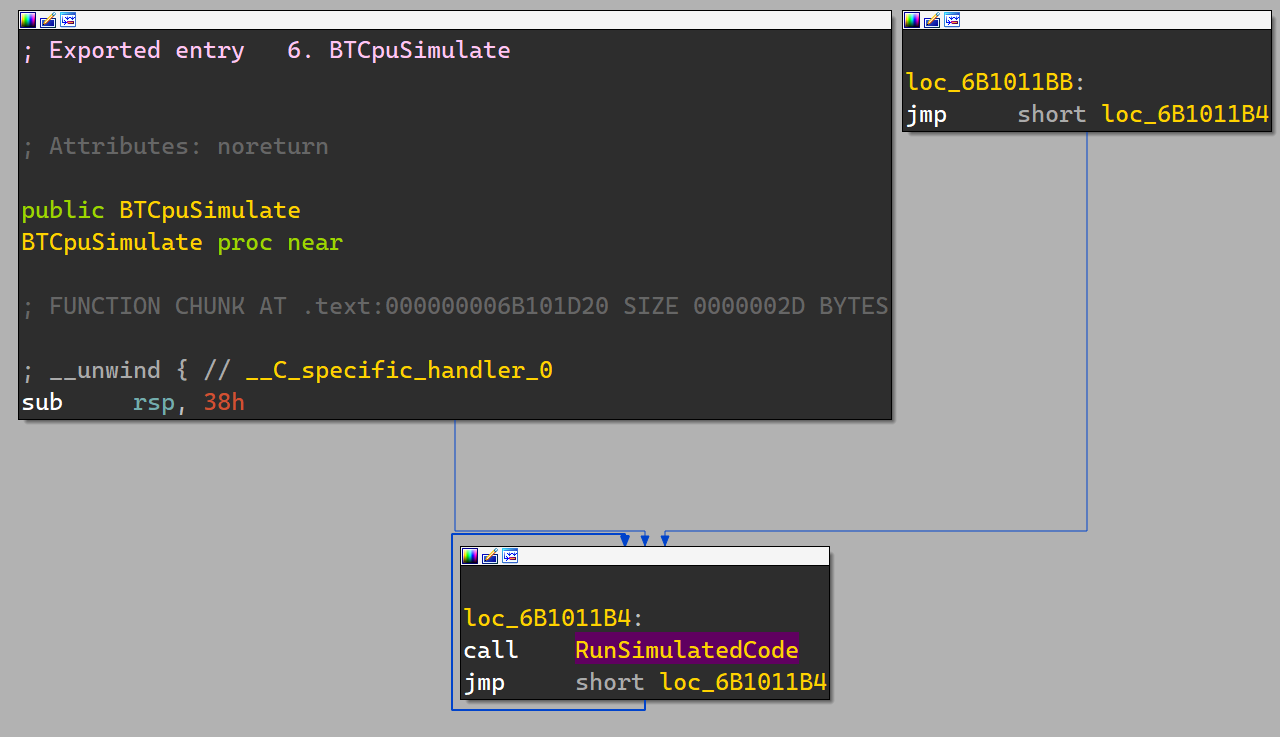 ; Exported entry   6. BTCpuSimulate
; Attributes: noreturn
public BTCpuSimulate
BTCpuSimulate proc near
; FUNCTION CHUNK AT .text:000000006B101D20 SIZE 0000002D BYTES
; __unwind { // __C_specific_handler_0
sub     rsp, 38h
loc_6B1011BB:
jmp     short loc_6B1011B4
loc_6B1011B4:
call    RunSimulatedCode
jmp     short loc_6B1011B4